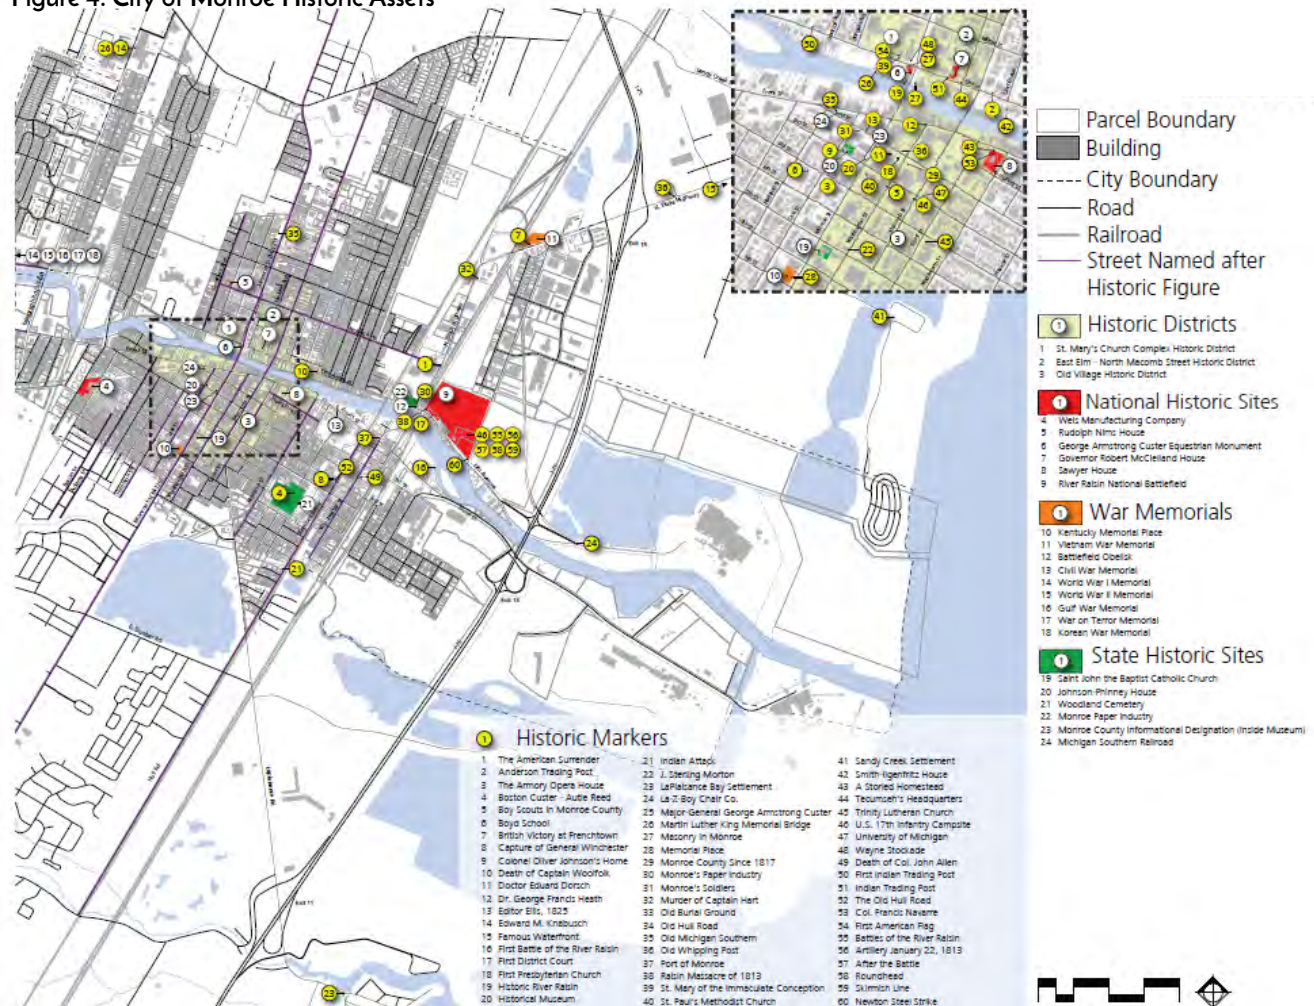 Figure 4: City of Monroe Historic Assets
Parcel Boundary
Building
City Boundary
Road
Railroad
Street Named after
Historic Figure
1 Historic Districts
1 St. Mary's Church Complex Historic District
2 East Elm - North Macomb Street Historic District
3 Old Village Historic District
1 National Historic Sites
4 Weis Manufacturing Company
5 Rudolph Nims House
6 George Armstrong Custer Equestrian Monument
7 Governor Robert McClelland House
8 Sawyer House
9 River Raisin National Battlefield
1 War Memorials
10 Kentucky Memorial Place
11 Vietnam War Memorial
12 Battlefield Obelisk
13 Civil War Memorial
14 World War I Memorial
15 World War II Memorial
16 Gulf War Memorial
17 War on Terror Memorial
18 Korean War Memorial
1 State Historic Sites
19 Saint John the Baptist Catholic Church
20 Johnson-Phinney House
21 Woodland Cemetery
22 Monroe Paper Industry
23 Monroe County Informational Designation (Inside Museum)
24 Michigan Southern Railroad
1 Historic Markers
1 The American Surrender
2 Anderson Trading Post
3 The Armory Opera House
4 Boston Custer - Autie Reed
5 Boy Scouts in Monroe County
6 Boyd School
7 British Victory at Frenchtown
8 Capture of General Winchester
9 Colonel Oliver Johnson's Home
10 Death of Captain Woolfolk
11 Doctor Eduard Dorsch
12 Dr. George Francis Heath
13 Editor Ellis, 1825
14 Edward M. Knabusch
15 Famous Waterfront
16 First Battle of the River Raisin
17 First District Court
18 First Presbyterian Church
19 Historic River Raisin
20 Historical Museum
21 Indian Attack
22 J. Sterling Morton
23 LaPlaisance Bay Settlement
24 La-Z-Boy Chair Co.
25 Major General George Armstrong Custer
26 Martin Luther King Memorial Bridge
27 Masonry in Monroe
28 Memorial Place
29 Monroe County Since 1817
30 Monroe's Paper Industry
31 Monroe's Soldiers
32 Murder of Captain Hart
33 Old Burial Ground
34 Old Hull Road
35 Old Michigan Southern
36 Old Whipping Post
37 Port of Monroe
38 Raisin Massacre of 1813
39 St. Mary of the Immaculate Conception
40 St. Paul's Methodist Church
41 Sandy Creek Settlement
42 Smith-Ilgenfritz House
43 A Storied Homestead
44 Tecumseh's Headquarters
45 Trinity Lutheran Church
46 U.S. 17th Infantry Campsite
47 University of Michigan
48 Wayne Stockade
49 Death of Col. John Allen
50 First Indian Trading Post
51 Indian Trading Post
52 The Old Hull Road
53 Col. Francis Navarre
54 First American Flag
55 Battles of the River Raisin
56 Artillery January 22, 1813
57 After the Battle
58 Roundhead
59 Skirmish Line
60 Newton Steel Strike